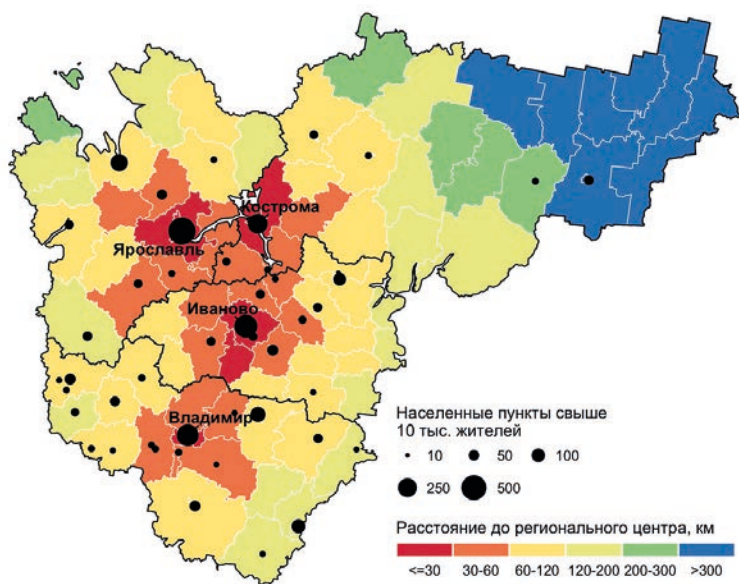 Кострома
Ярославль
Иваново
Владимир
Населенные пункты свыше
10 тыс. жителей
10 50 100
250 500
Расстояние до регионального центра, км
<=30 30-60 60-120 120-200 200-300 >300